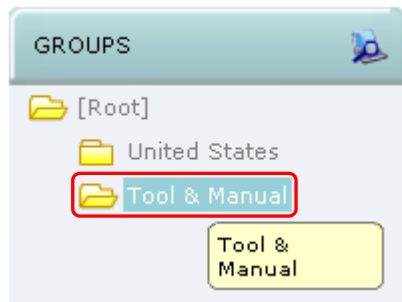 GROUPS
[Root]
United States
Tool & Manual
Tool &
Manual